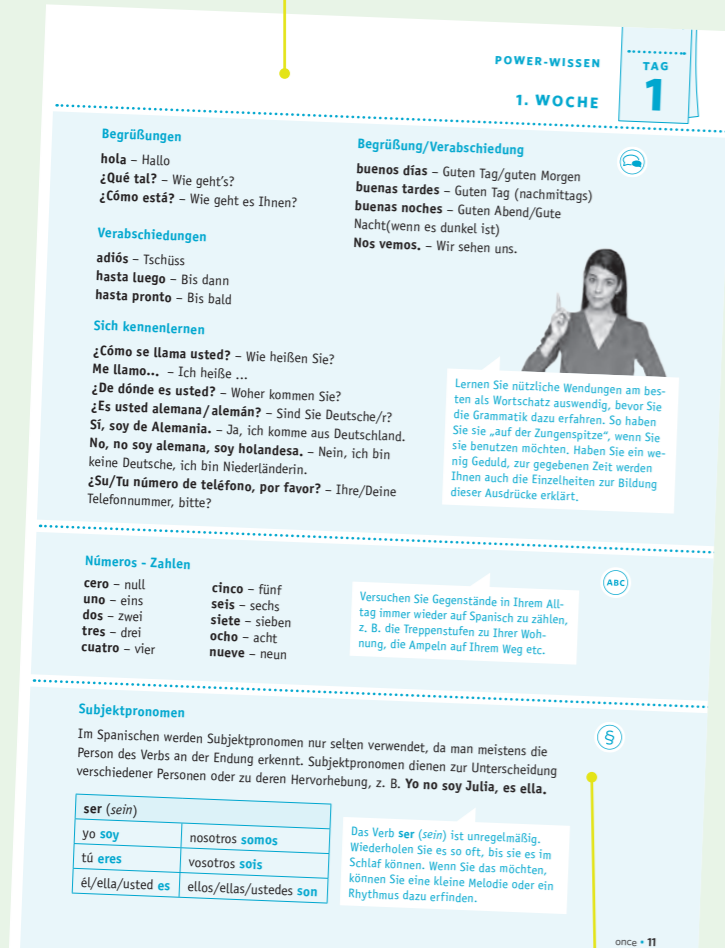 POWER-WISSEN
1. WOCHE
TAG
1
Begrüßungen
hola – Hallo
¿Qué tal? – Wie geht's?
¿Cómo está? – Wie geht es Ihnen?
Verabschiedungen
adiós – Tschüss
hasta luego – Bis dann
hasta pronto – Bis bald
Begrüßung/Verabschiedung
buenos días – Guten Tag/guten Morgen
buenas tardes – Guten Tag (nachmittags)
buenas noches – Guten Abend/Gute
Nacht(wenn es dunkel ist)
Nos vemos. – Wir sehen uns.
Sich kennenlernen
¿Cómo se llama usted? – Wie heißen Sie?
Me llamo... – Ich heiße ...
¿De dónde es usted? – Woher kommen Sie?
¿Es usted alemana/alemán? – Sind Sie Deutsche/r?
Sí, soy de Alemania. – Ja, ich komme aus Deutschland.
No, no soy alemana, soy holandesa. – Nein, ich bin
keine Deutsche, ich bin Niederländerin.
¿Su/Tu número de teléfono, por favor? – Ihre/Deine
Telefonnummer, bitte?
Lernen Sie nützliche Wendungen am bes-
ten als Wortschatz auswendig, bevor Sie
die Grammatik dazu erfahren. So haben
Sie sie „auf der Zungenspitze“, wenn Sie
sie benutzen möchten. Haben Sie ein we-
nig Geduld, zur gegebenen Zeit werden
Ihnen auch die Einzelheiten zur Bildung
dieser Ausdrücke erklärt.
Números - Zahlen
cero – null
uno – eins
dos – zwei
tres – drei
cuatro – vier
cinco – fünf
seis – sechs
siete – sieben
ocho – acht
nueve – neun
Versuchen Sie Gegenstände in Ihrem All-
tag immer wieder auf Spanisch zu zählen,
z. B. die Treppenstufen zu Ihrer Woh-
nung, die Ampeln auf Ihrem Weg etc.
ABC
Subjektpronomen
§
Im Spanischen werden Subjektpronomen nur selten verwendet, da man meistens die
Person des Verbs an der Endung erkennt. Subjektpronomen dienen zur Unterscheidung
verschiedener Personen oder zu deren Hervorhebung, z. B. Yo no soy Julia, es ella.
ser (sein)
yo soy nosotros somos
tú eres vosotros sois
él/ella/usted es ellos/ellas/ustedes son
Das Verb ser (sein) ist unregelmäßig.
Wiederholen Sie es so oft, bis sie es im
Schlaf können. Wenn Sie das möchten,
können Sie eine kleine Melodie oder ein
Rhythmus dazu erfinden.
once • 11